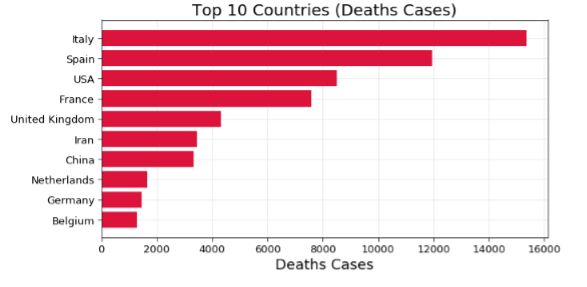 Top 10 Countries (Deaths Cases)
Italy
Spain
USA
France
United Kingdom
Iran
China
Netherlands
Germany
Belgium
0 2000 4000 6000 8000 10000 12000 14000 16000
Deaths Cases